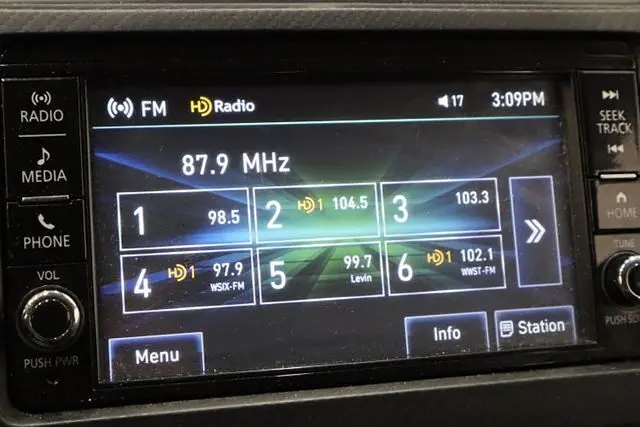 RADIO
MEDIA
PHONE
VOL
PUSH PWR
FM HD Radio 17 3:09PM
87.9 MHz
1 98.5
2 HD1 104.5
3 103.3
4 HD1 97.9
WSIX-FM
5 99.7
Levin
6 HD1 102.1
WWST-FM
Menu
Info
Station
SEEK
TRACK
HOME
TUNE